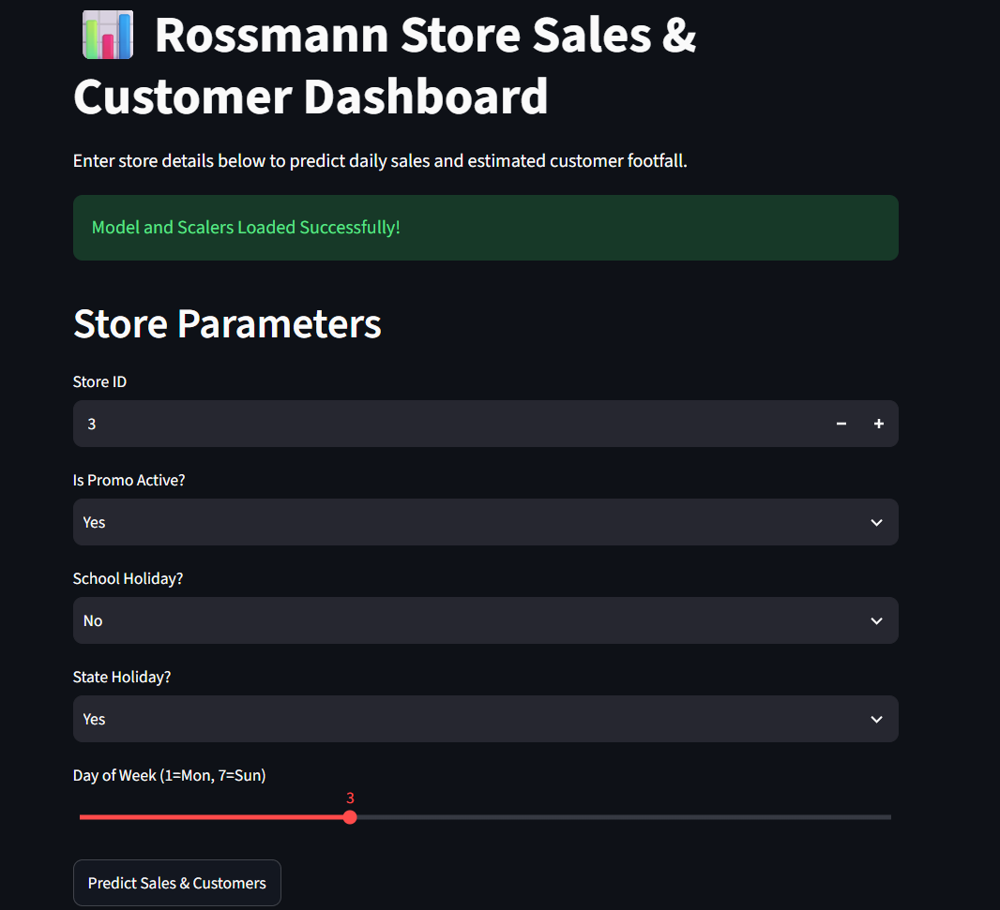 Rossmann Store Sales &
Customer Dashboard
Enter store details below to predict daily sales and estimated customer footfall.
Model and Scalers Loaded Successfully!
Store Parameters
Store ID
3
Is Promo Active?
Yes
School Holiday?
No
State Holiday?
Yes
Day of Week (1=Mon, 7=Sun)
3
Predict Sales & Customers